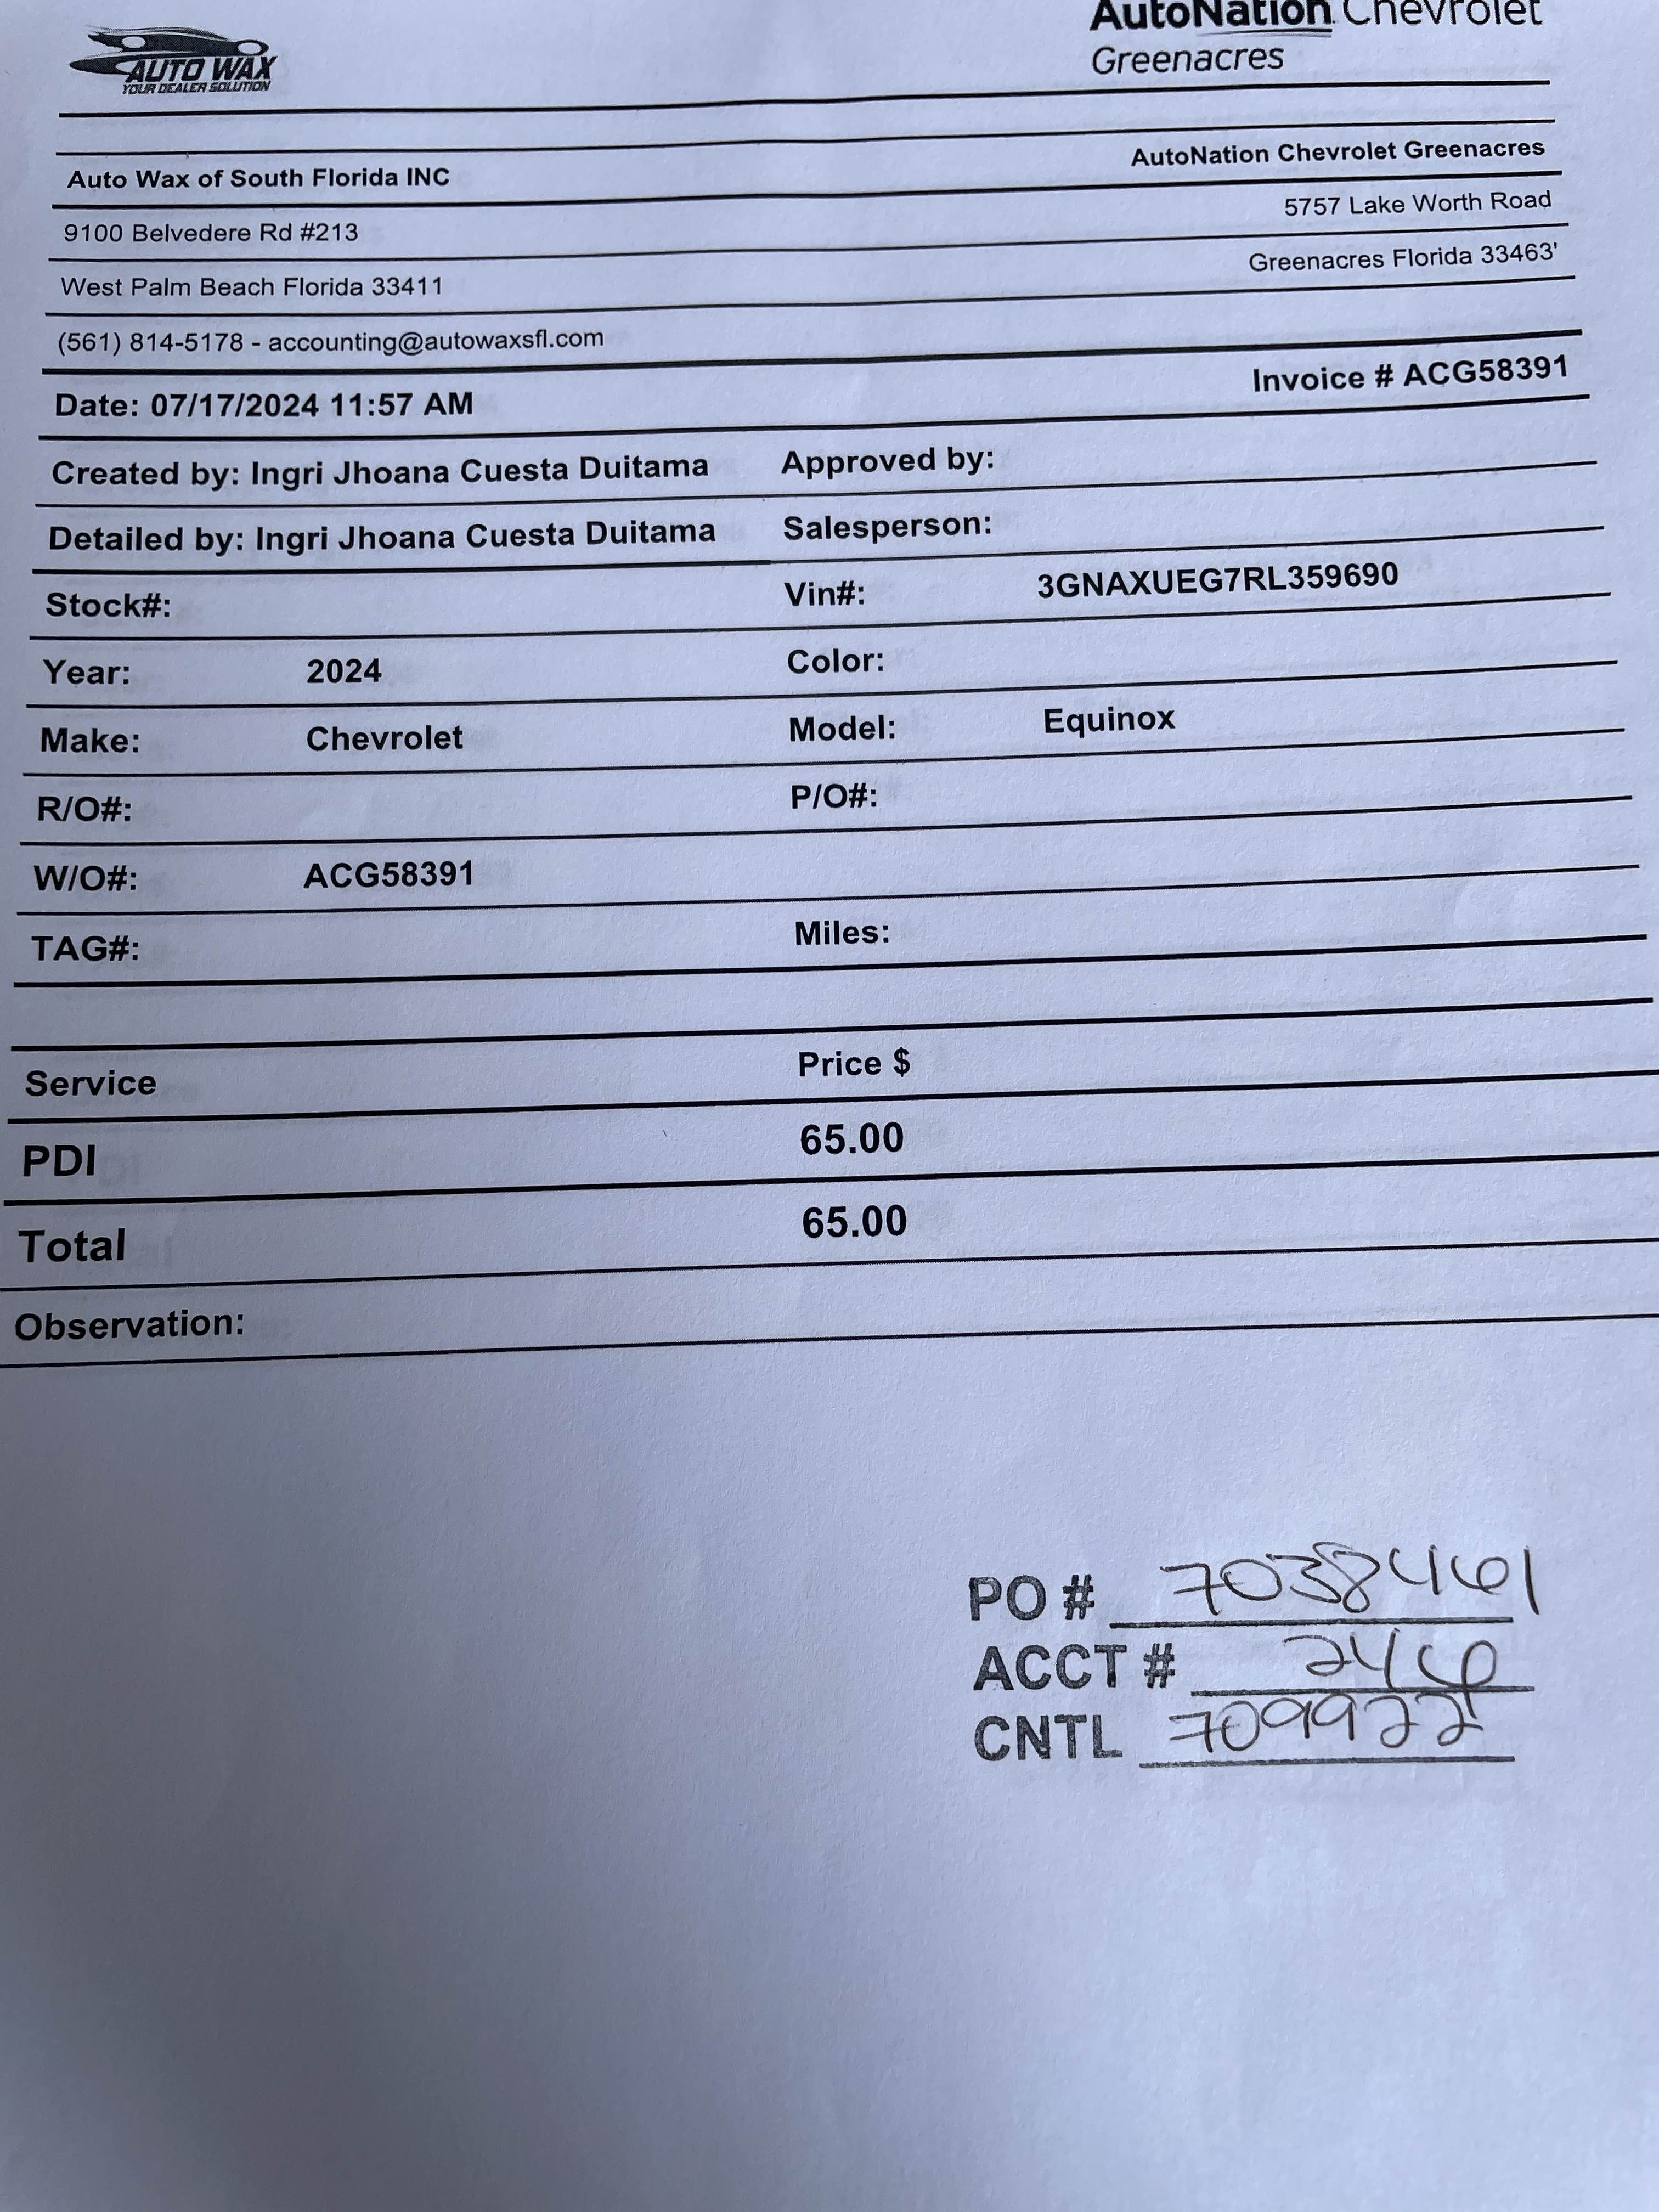 AUTO WAX
YOUR DEALER SOLUTION
AutoNation Chevrolet
Greenacres
Auto Wax of South Florida INC
AutoNation Chevrolet Greenacres
9100 Belvedere Rd #213
5757 Lake Worth Road
West Palm Beach Florida 33411
Greenacres Florida 33463'
(561) 814-5178 - accounting@autowaxsfl.com
Date: 07/17/2024 11:57 AM
Invoice # ACG58391
Created by: Ingri Jhoana Cuesta Duitama Approved by:
Detailed by: Ingri Jhoana Cuesta Duitama Salesperson:
Stock#: Vin#: 3GNAXUEG7RL359690
Year: 2024 Color:
Make: Chevrolet Model: Equinox
R/O#: P/O#:
W/O#: ACG58391
TAG#: Miles:
Service Price $
PDI 65.00
Total 65.00
Observation:
PO # 70384461
ACCT # 246
CNTL 709922